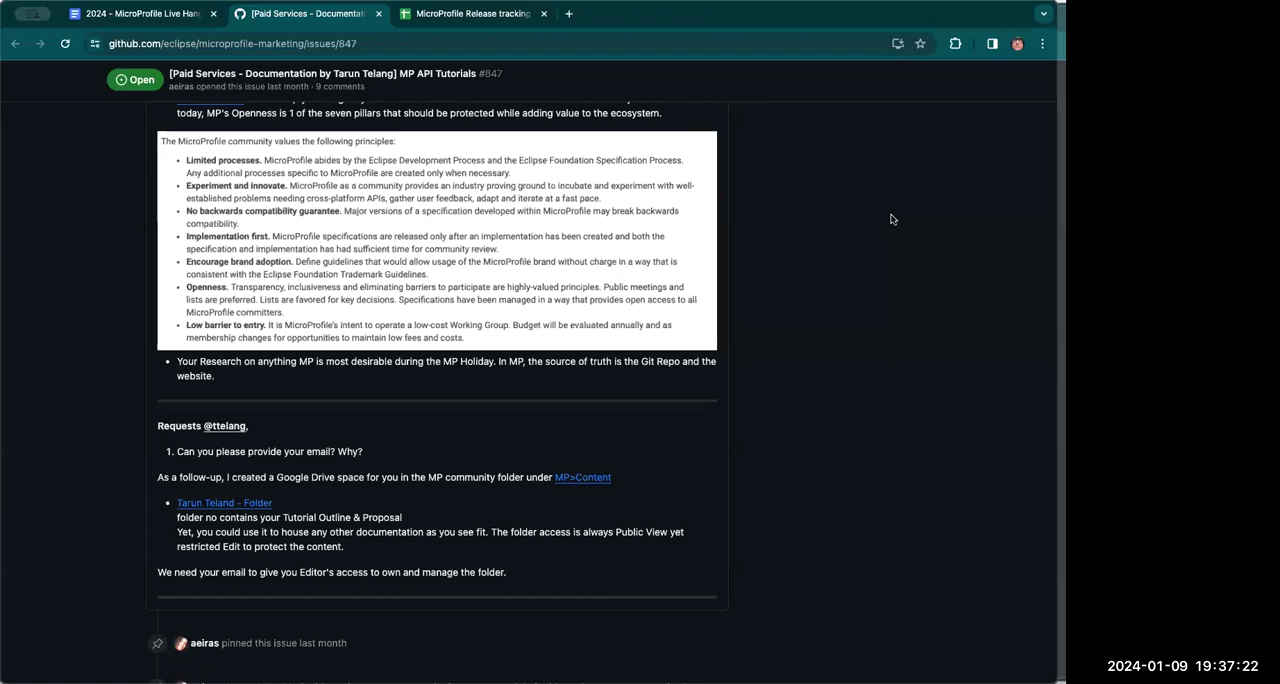 2024 - MicroProfile Live Hang
[Paid Services - Documentati
MicroProfile Release tracking
github.com/eclipse/microprofile-marketing/issues/847
Open
[Paid Services - Documentation by Tarun Telang] MP API Tutorials #847
aeiras opened this issue last month · 9 comments
today, MP's Openness is 1 of the seven pillars that should be protected while adding value to the ecosystem.
The MicroProfile community values the following principles:
• Limited processes. MicroProfile abides by the Eclipse Development Process and the Eclipse Foundation Specification Process.
Any additional processes specific to MicroProfile are created only when necessary.
• Experiment and innovate. MicroProfile as a community provides an industry proving ground to incubate and experiment with well-
established problems needing cross-platform APIs, gather user feedback, adapt and iterate at a fast pace.
• No backwards compatibility guarantee. Major versions of a specification developed within MicroProfile may break backwards
compatibility.
• Implementation first. MicroProfile specifications are released only after an implementation has been created and both the
specification and implementation has had sufficient time for community review.
• Encourage brand adoption. Define guidelines that would allow usage of the MicroProfile brand without charge in a way that is
consistent with the Eclipse Foundation Trademark Guidelines.
• Openness. Transparency, inclusiveness and eliminating barriers to participate are highly-valued principles. Public meetings and
lists are preferred. Lists are favored for key decisions. Specifications have been managed in a way that provides open access to all
MicroProfile committers.
• Low barrier to entry. It is MicroProfile's intent to operate a low-cost Working Group. Budget will be evaluated annually and as
membership changes for opportunities to maintain low fees and costs.
• Your Research on anything MP is most desirable during the MP Holiday. In MP, the source of truth is the Git Repo and the
website.
Requests @ttelang,
1. Can you please provide your email? Why?
As a follow-up, I created a Google Drive space for you in the MP community folder under MP>Content
• Tarun Teland - Folder
folder no contains your Tutorial Outline & Proposal
Yet, you could use it to house any other documentation as you see fit. The folder access is always Public View yet
restricted Edit to protect the content.
We need your email to give you Editor's access to own and manage the folder.
aeiras pinned this issue last month
2024-01-09 19:37:22